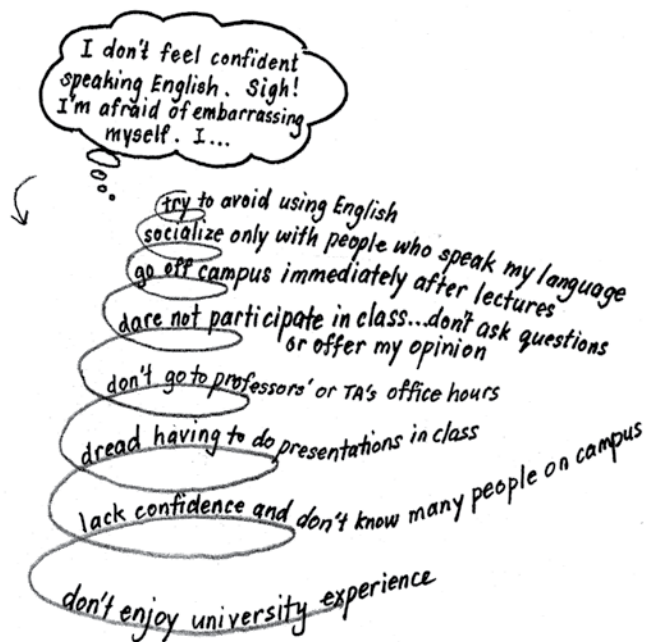 I don't feel confident
speaking English. Sigh!
I'm afraid of embarrassing
myself. I...
try to avoid using English
socialize only with people who speak my language
go off campus immediately after lectures
dare not participate in class...don't ask questions
or offer my opinion
don't go to professors' or TA's office hours
dread having to do presentations in class
lack confidence and don't know many people on campus
don't enjoy university experience